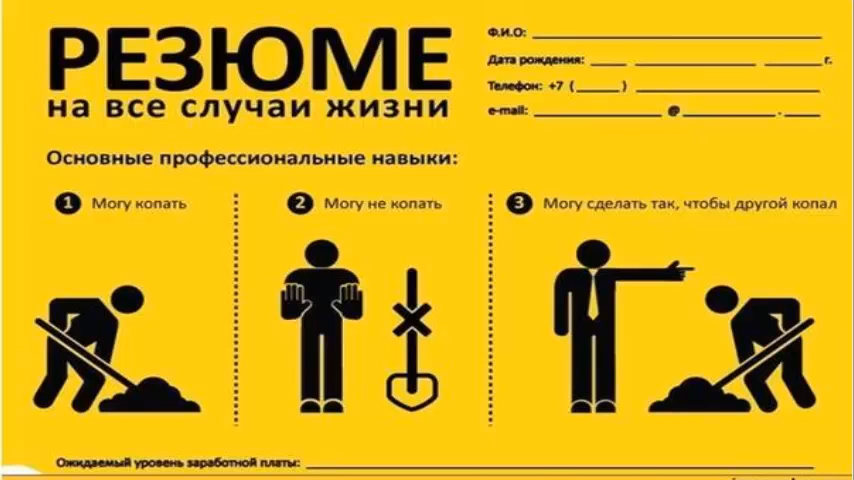 РЕЗЮМЕ
на все случаи жизни
Ф.И.О:
Дата рождения: г.
Телефон: +7 ( )
e-mail: @ .
Основные профессиональные навыки:
1 Могу копать
2 Могу не копать
3 Могу сделать так, чтобы другой копал
Ожидаемый уровень заработной платы: